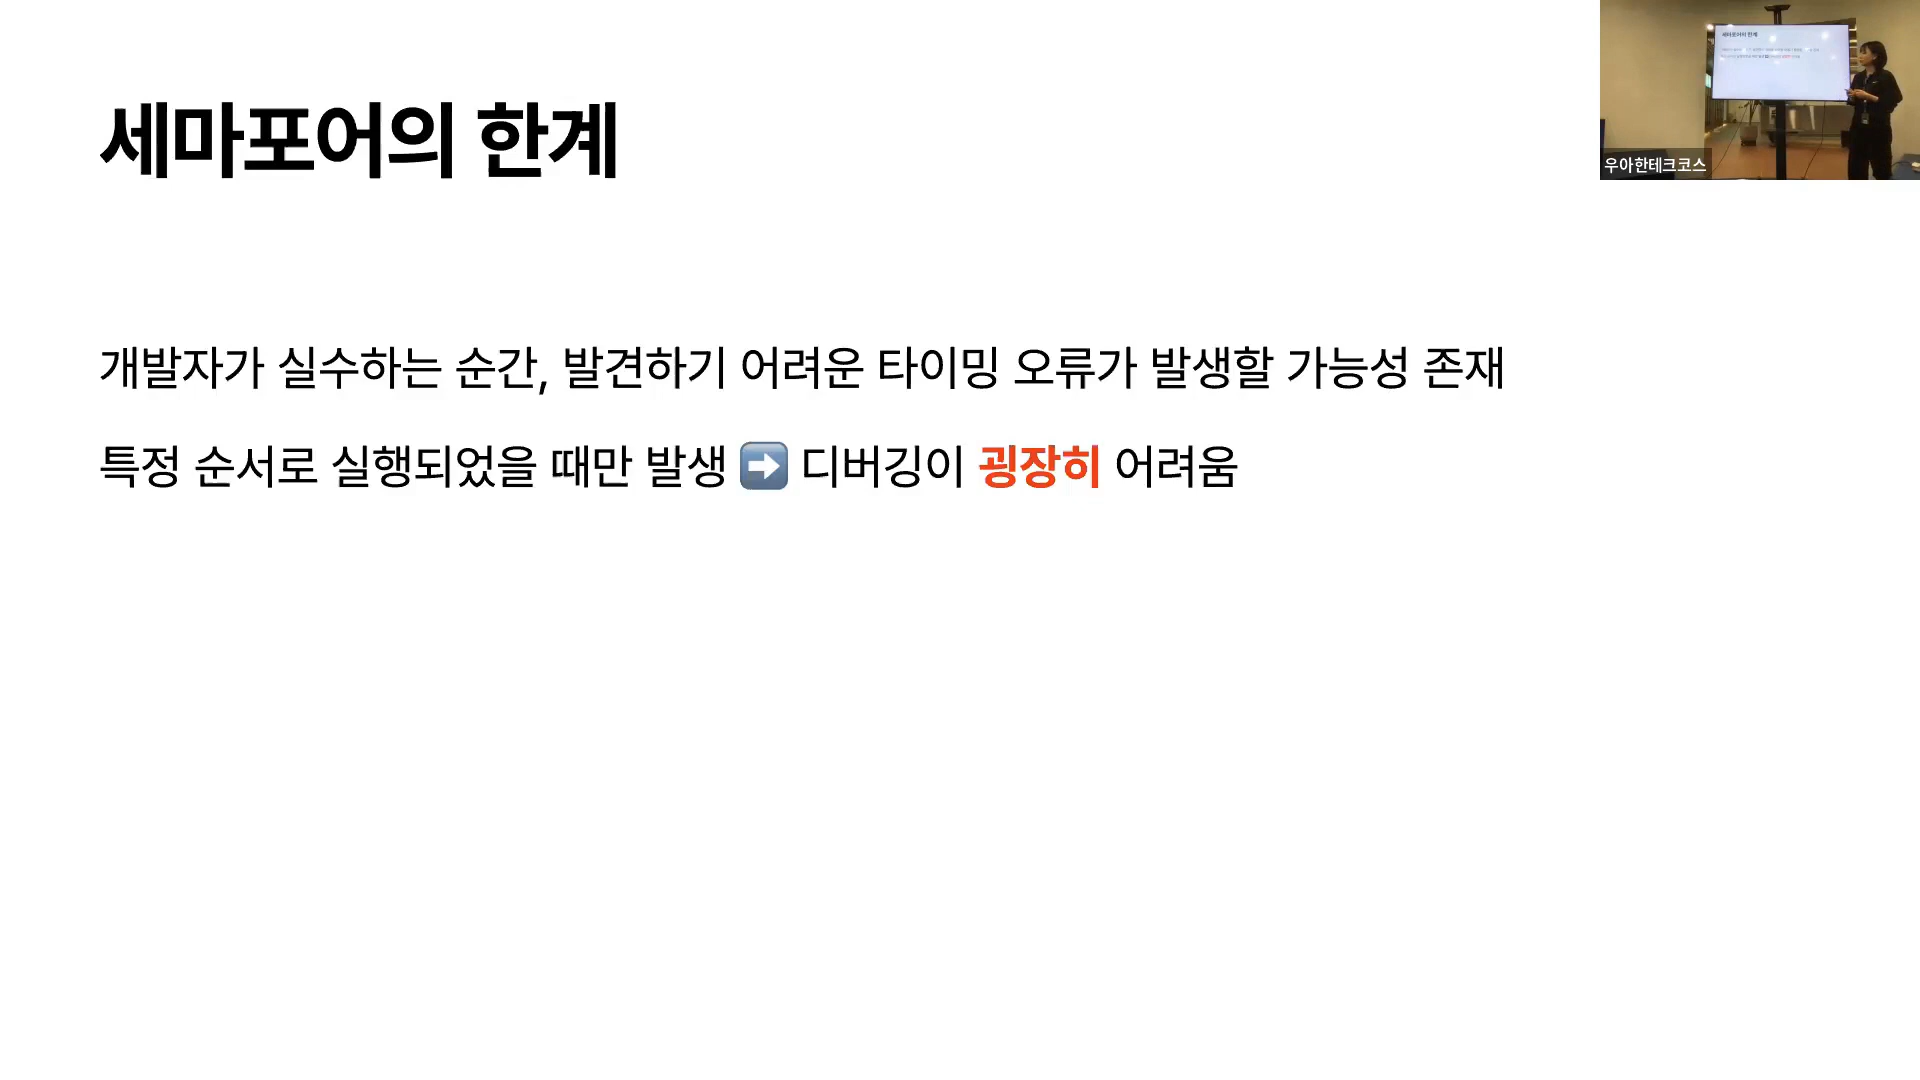 세마포어의 한계
우아한테크코스
개발자가 실수하는 순간, 발견하기 어려운 타이밍 오류가 발생할 가능성 존재
특정 순서로 실행되었을 때만 발생 ➡️ 디버깅이 굉장히 어려움